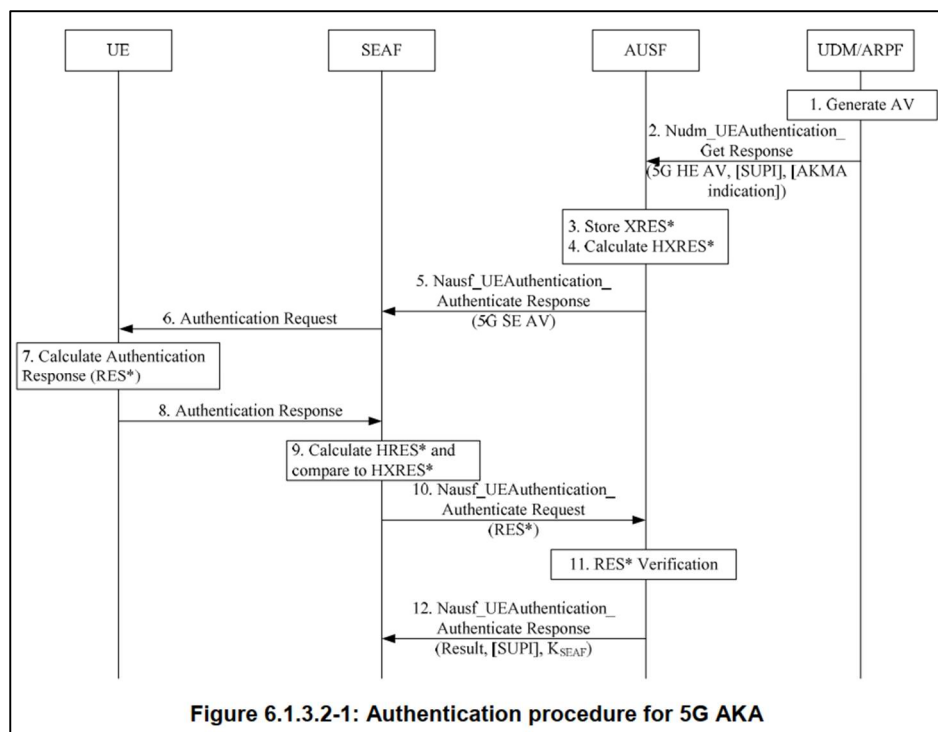 UE
SEAF
AUSF
UDM/ARPF
1. Generate AV
2. Nudm_UEAuthentication_
Get Response
(5G HE AV, [SUPI], [AKMA
indication])
3. Store XRES*
4. Calculate HXRES*
5. Nausf_UEAuthentication_
Authenticate Response
(5G SE AV)
6. Authentication Request
7. Calculate Authentication
Response (RES*)
8. Authentication Response
9. Calculate HRES* and
compare to HXRES*
10. Nausf_UEAuthentication_
Authenticate Request
(RES*)
11. RES* Verification
12. Nausf_UEAuthentication_
Authenticate Response
(Result, [SUPI], KSEAF)
Figure 6.1.3.2-1: Authentication procedure for 5G AKA